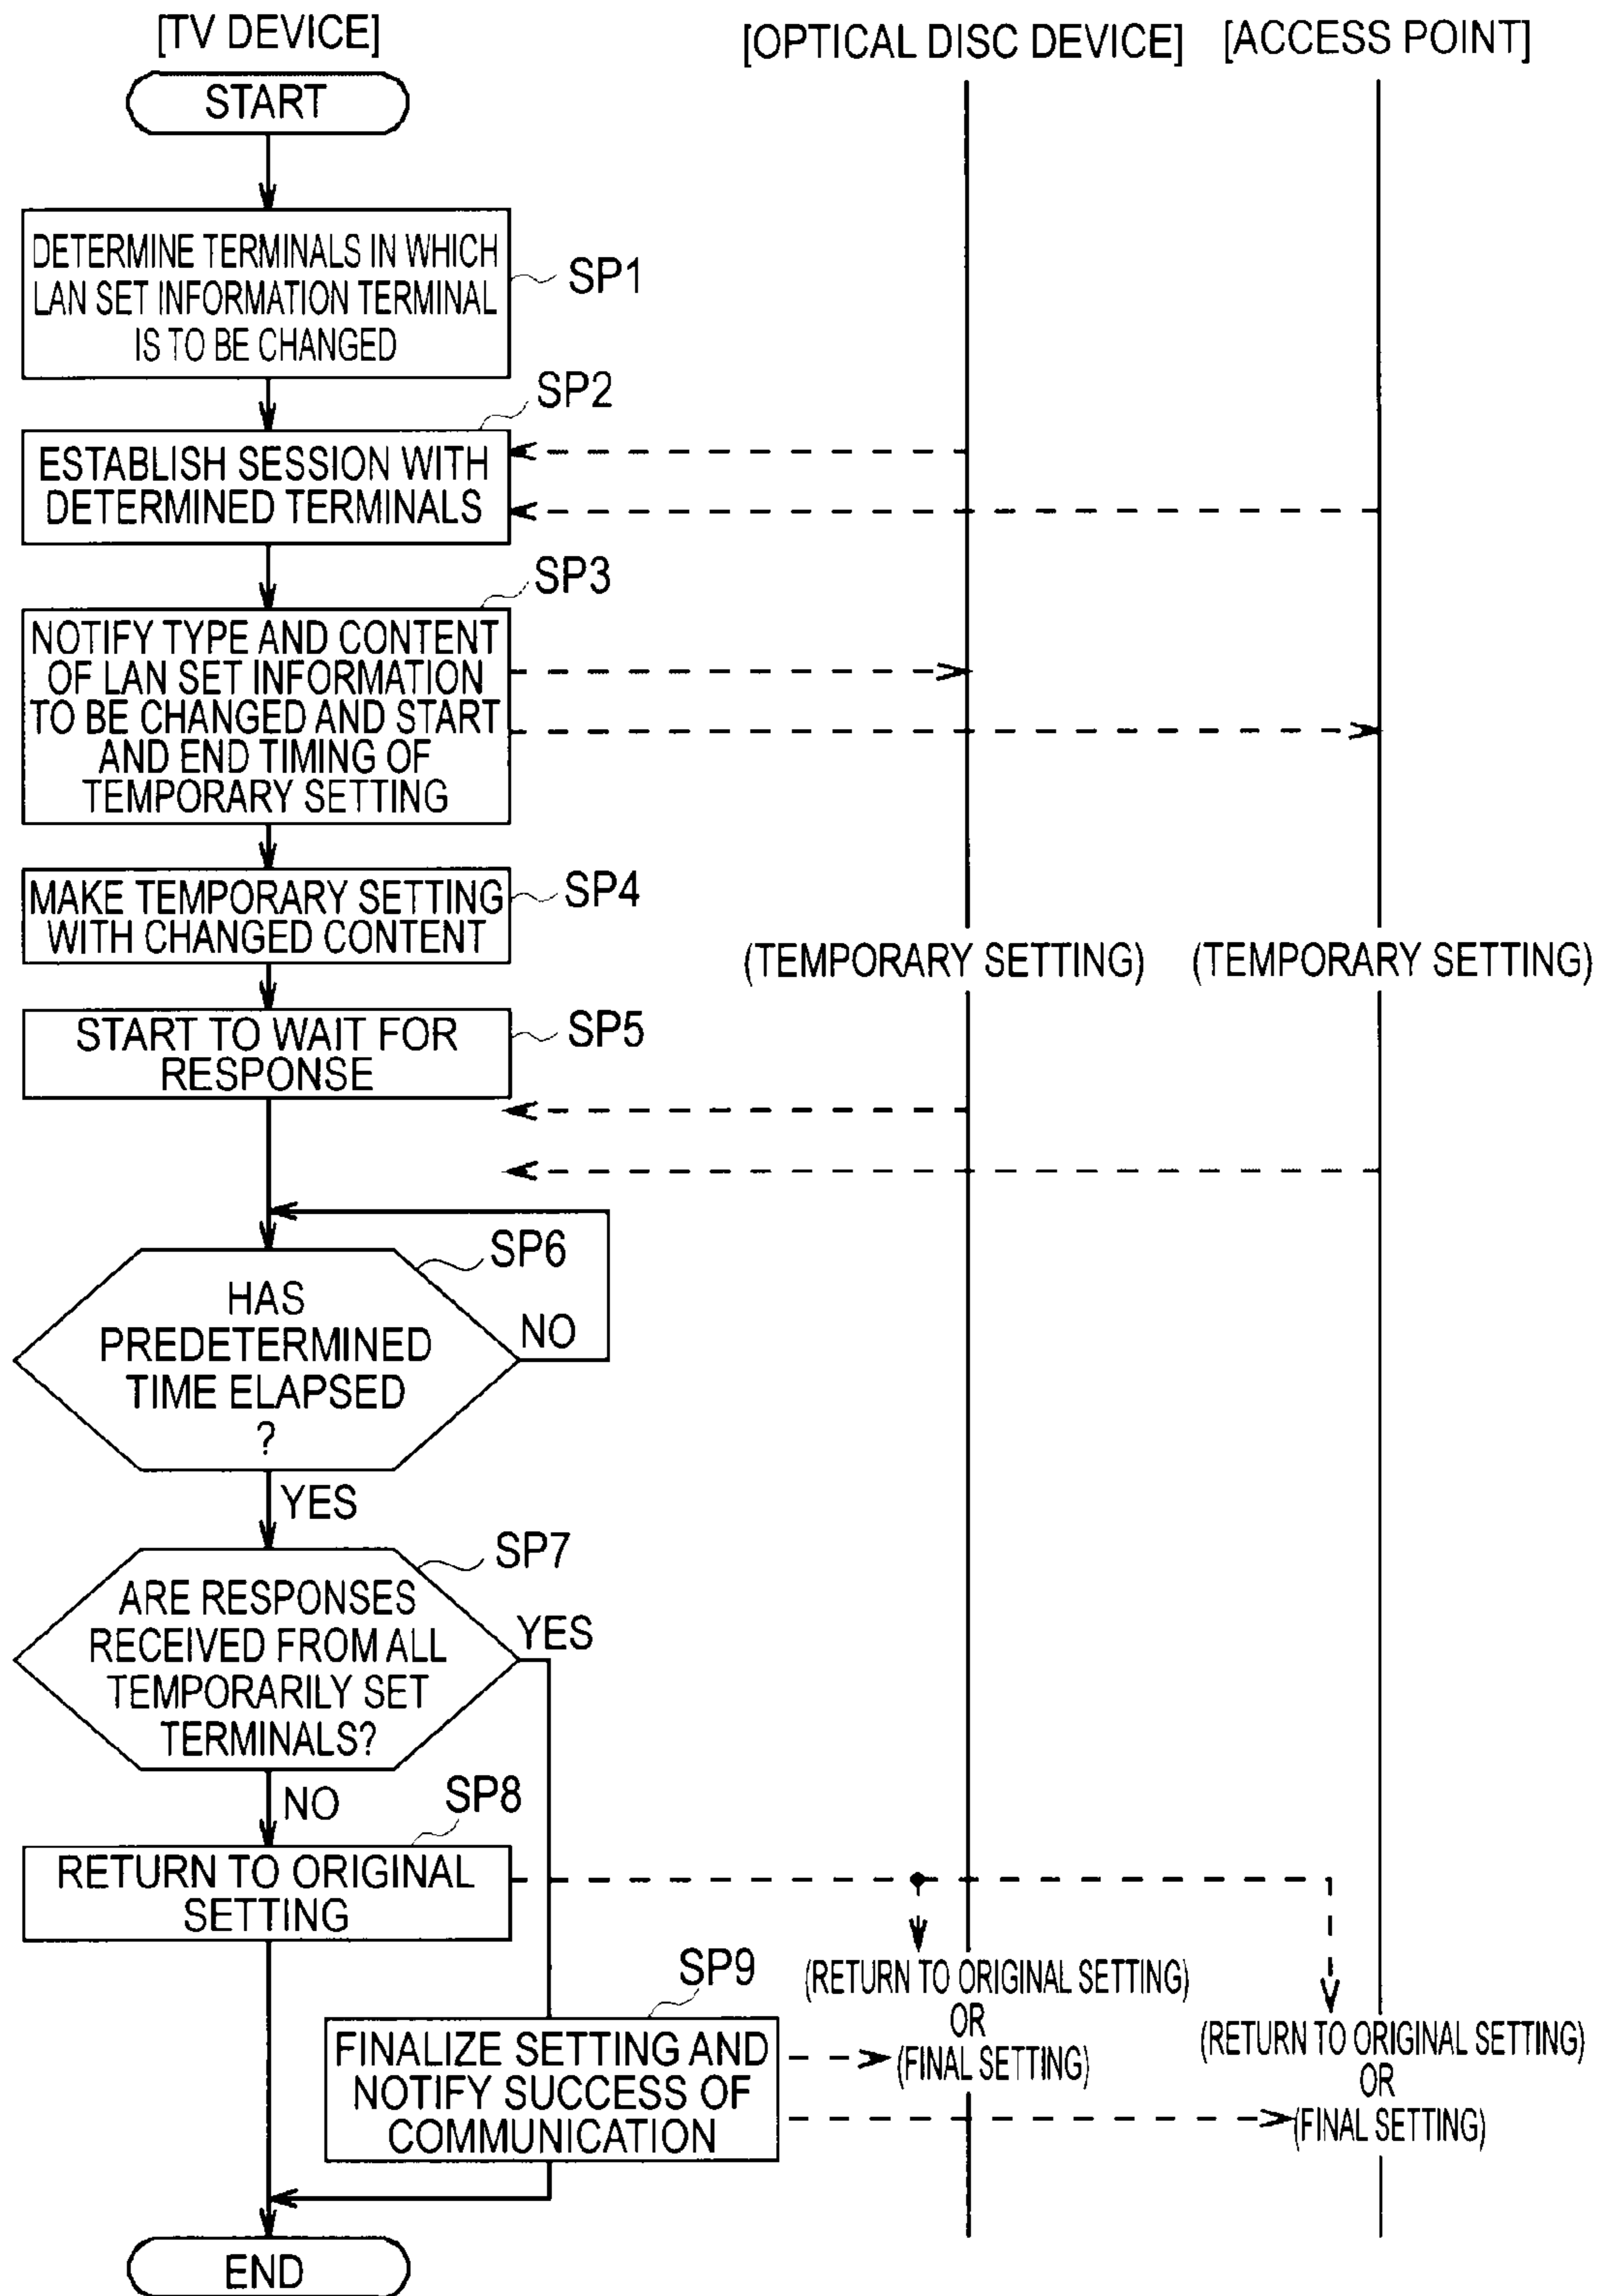 [TV DEVICE]
[OPTICAL DISC DEVICE]
[ACCESS POINT]
START
DETERMINE TERMINALS IN WHICH
LAN SET INFORMATION TERMINAL
IS TO BE CHANGED
SP1
SP2
ESTABLISH SESSION WITH
DETERMINED TERMINALS
SP3
NOTIFY TYPE AND CONTENT
OF LAN SET INFORMATION
TO BE CHANGED AND START
AND END TIMING OF
TEMPORARY SETTING
MAKE TEMPORARY SETTING
WITH CHANGED CONTENT
SP4
(TEMPORARY SETTING)
(TEMPORARY SETTING)
START TO WAIT FOR
RESPONSE
SP5
SP6
HAS
PREDETERMINED
TIME ELAPSED
?
NO
YES
SP7
ARE RESPONSES
RECEIVED FROM ALL
TEMPORARILY SET
TERMINALS?
YES
NO
SP8
RETURN TO ORIGINAL
SETTING
SP9
FINALIZE SETTING AND
NOTIFY SUCCESS OF
COMMUNICATION
(RETURN TO ORIGINAL SETTING)
OR
(FINAL SETTING)
(RETURN TO ORIGINAL SETTING)
OR
(FINAL SETTING)
END